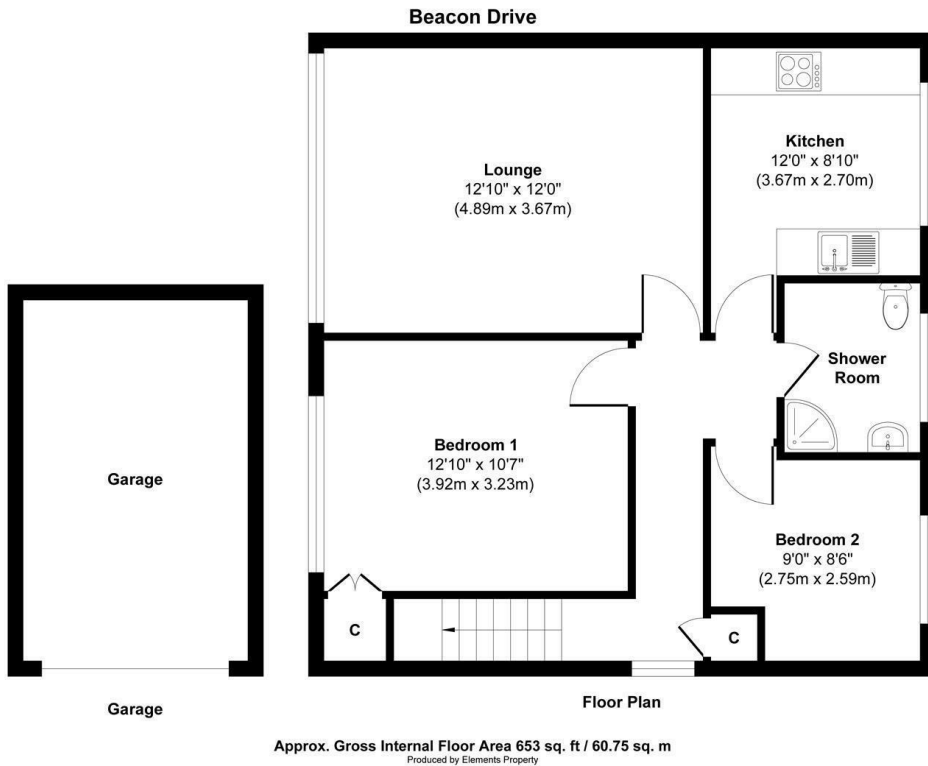 Beacon Drive
Lounge
12'10" x 12'0"
(4.89m x 3.67m)
Kitchen
12'0" x 8'10"
(3.67m x 2.70m)
Shower
Room
Garage
Bedroom 1
12'10" x 10'7"
(3.92m x 3.23m)
Bedroom 2
9'0" x 8'6"
(2.75m x 2.59m)
C
C
Garage
Floor Plan
Approx. Gross Internal Floor Area 653 sq. ft / 60.75 sq. m
Produced by Elements Property